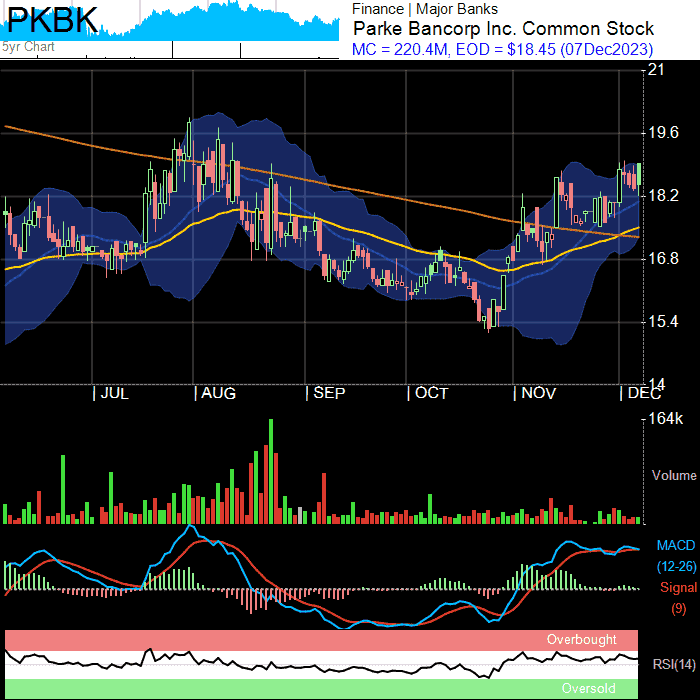 PKBK
5yr Chart
Finance | Major Banks
Parke Bancorp Inc. Common Stock
MC = 220.4M, EOD = $18.45 (07Dec2023)
21
19.6
18.2
16.8
15.4
14
| JUL | AUG | SEP | OCT | NOV | DEC
164k
Volume
MACD
(12-26)
Signal
(9)
Overbought
RSI(14)
Oversold